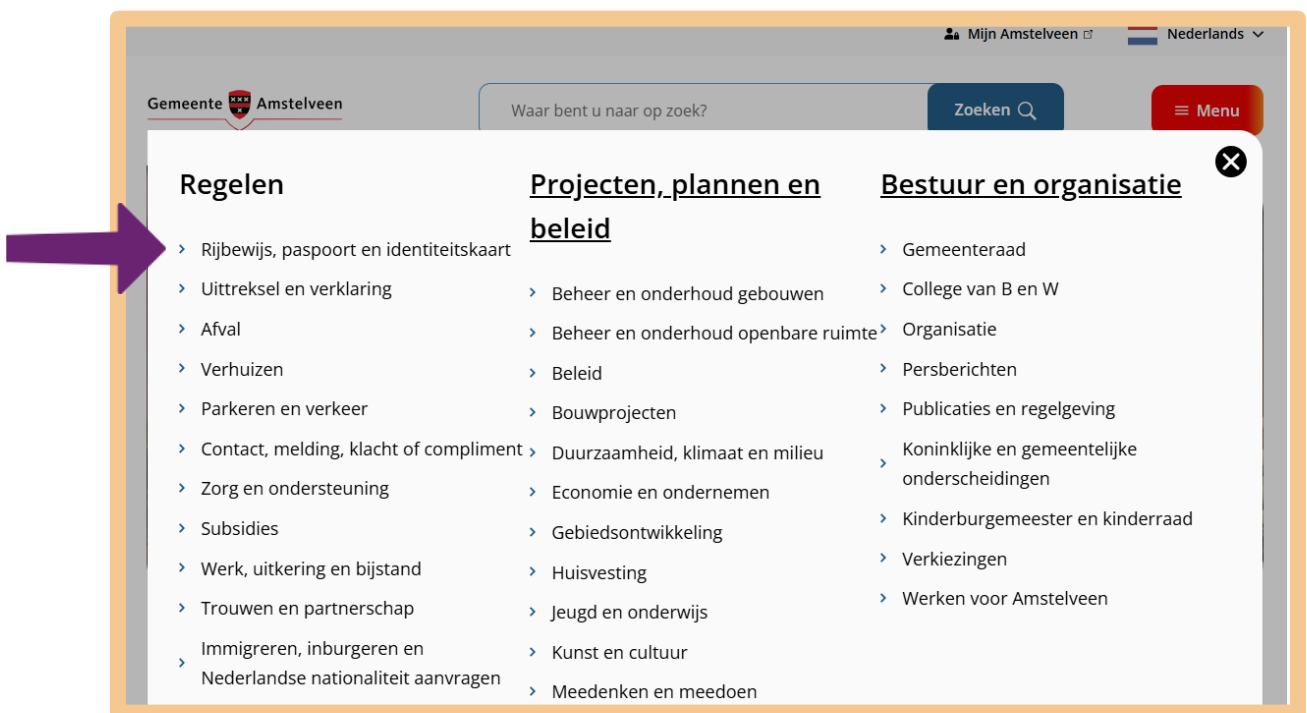 Mijn Amstelveen
Nederlands
Gemeente Amstelveen
Waar bent u naar op zoek?
Zoeken
Menu
Regelen
Rijbewijs, paspoort en identiteitskaart
Uittreksel en verklaring
Afval
Verhuizen
Parkeren en verkeer
Contact, melding, klacht of compliment
Zorg en ondersteuning
Subsidies
Werk, uitkering en bijstand
Trouwen en partnerschap
Immigreren, inburgeren en
Nederlandse nationaliteit aanvragen
Projecten, plannen en
beleid
Beheer en onderhoud gebouwen
Beheer en onderhoud openbare ruimte
Beleid
Bouwprojecten
Duurzaamheid, klimaat en milieu
Economie en ondernemen
Gebiedsontwikkeling
Huisvesting
Jeugd en onderwijs
Kunst en cultuur
Meedenken en meedoen
Bestuur en organisatie
Gemeenteraad
College van B en W
Organisatie
Persberichten
Publicaties en regelgeving
Koninklijke en gemeentelijke
onderscheidingen
Kinderburgemeester en kinderraad
Verkiezingen
Werken voor Amstelveen